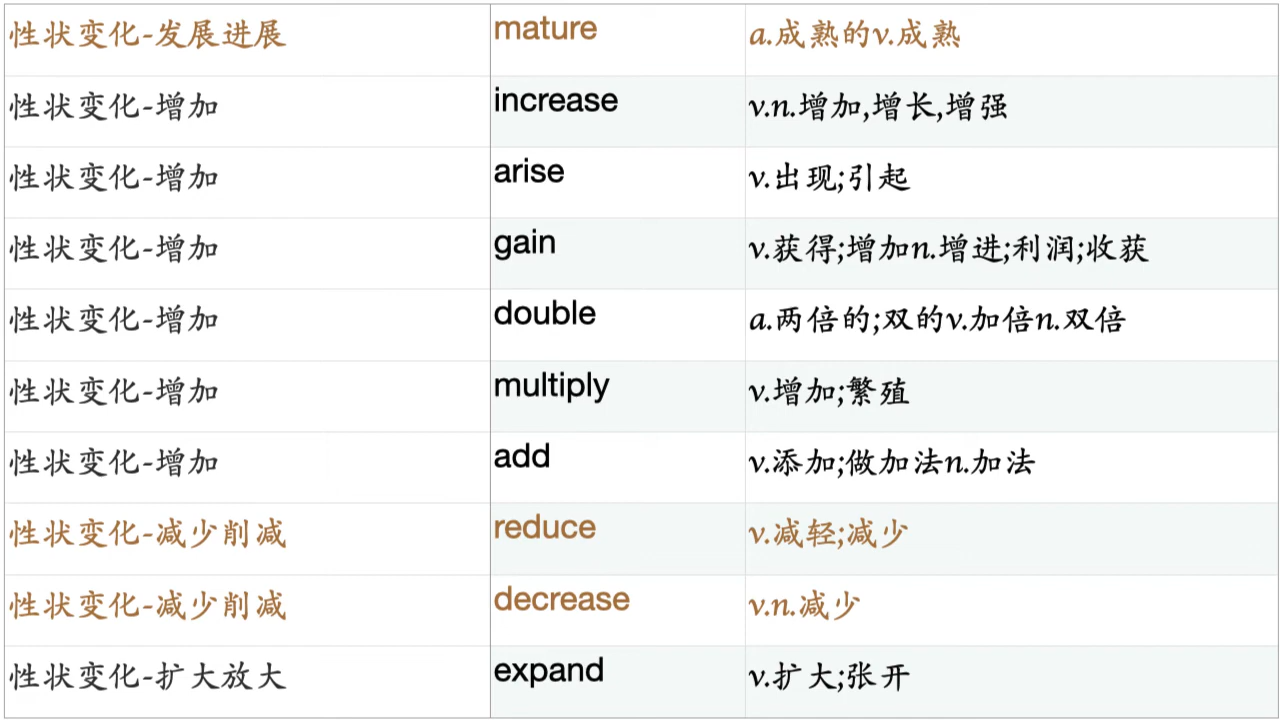 性状变化-发展进展 mature a.成熟的v.成熟
性状变化-增加 increase v.n.增加,增长,增强
性状变化-增加 arise v.出现;引起
性状变化-增加 gain v.获得;增加n.增进;利润;收获
性状变化-增加 double a.两倍的;双的v.加倍n.双倍
性状变化-增加 multiply v.增加;繁殖
性状变化-增加 add v.添加;做加法n.加法
性状变化-减少削减 reduce v.减轻;减少
性状变化-减少削减 decrease v.n.减少
性状变化-扩大放大 expand v.扩大;张开